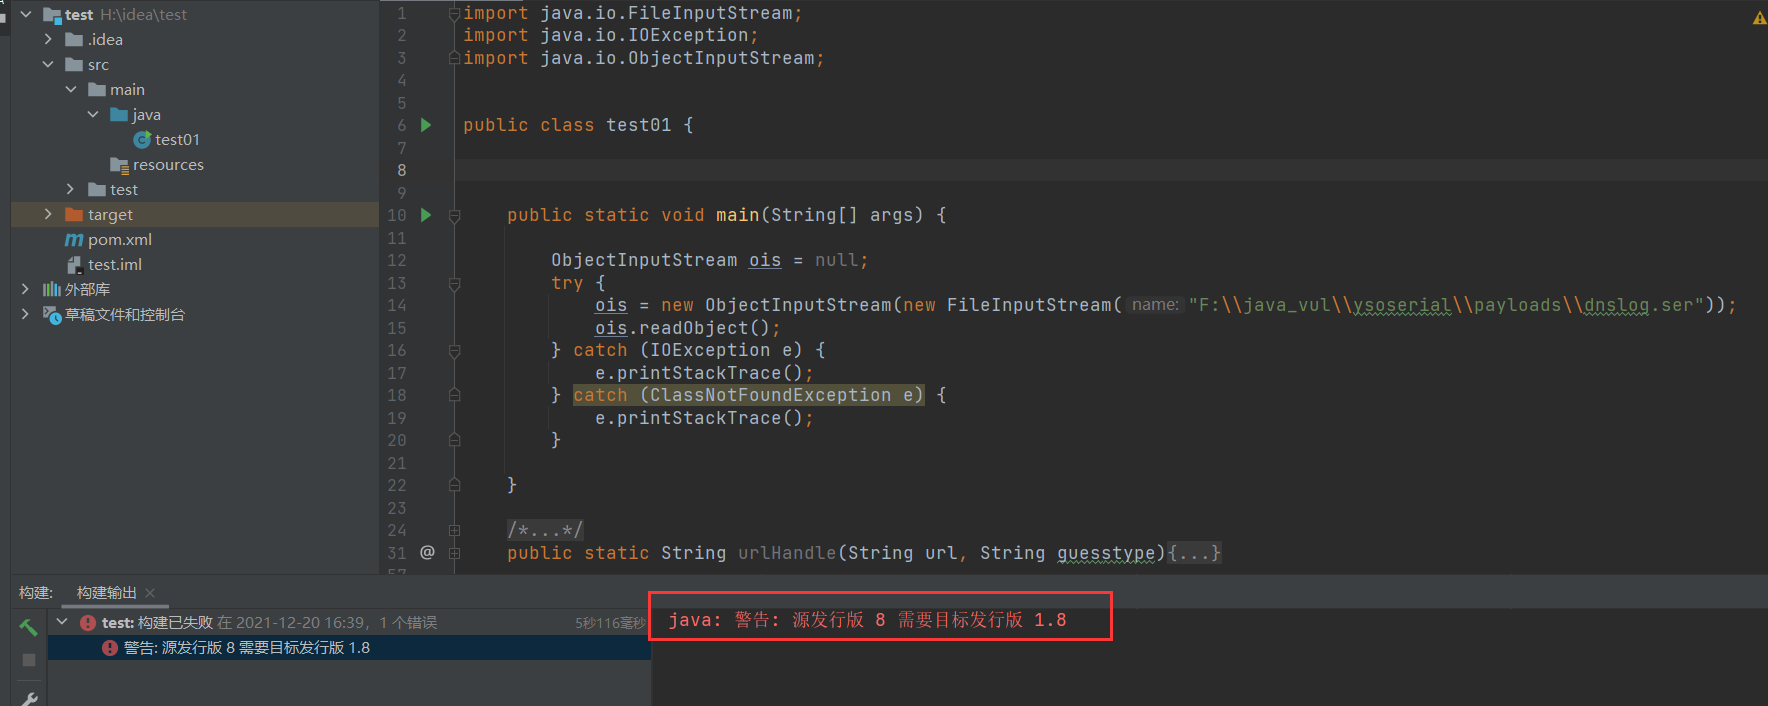 test H:\idea\test
.idea
src
main
java
test01
resources
test
target
pom.xml
test.iml
外部库
草稿文件和控制台
1 import java.io.FileInputStream;
2 import java.io.IOException;
3 import java.io.ObjectInputStream;
4
5
6 public class test01 {
7
8
9
10 public static void main(String[] args) {
11
12 ObjectInputStream ois = null;
13 try {
14 ois = new ObjectInputStream(new FileInputStream( name: "F:\\java_vul\\ysoserial\\payloads\\dnslog.ser"));
15 ois.readObject();
16 } catch (IOException e) {
17 e.printStackTrace();
18 } catch (ClassNotFoundException e) {
19 e.printStackTrace();
20 }
21
22 }
23
24 /*...*/
31 @ public static String urlHandle(String url, String guesstype){...}
57
构建: 构建输出
test: 构建已失败 在 2021-12-20 16:39, 1 个错误 5秒116毫秒
警告: 源发行版 8 需要目标发行版 1.8
java: 警告: 源发行版 8 需要目标发行版 1.8